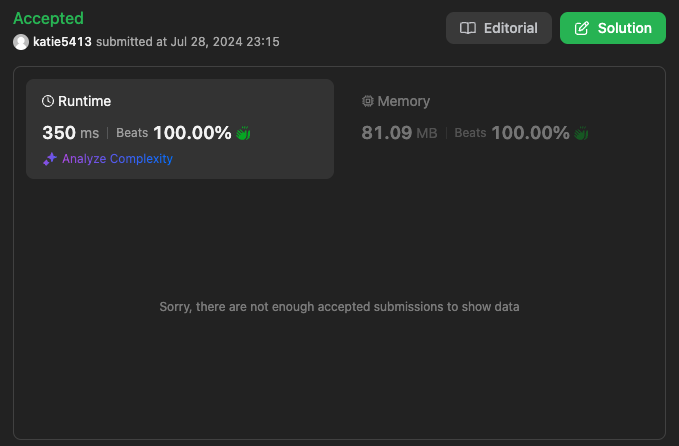 Accepted
katie5413 submitted at Jul 28, 2024 23:15
Editorial
Solution
Runtime
350 ms | Beats 100.00%
Analyze Complexity
Memory
81.09 MB | Beats 100.00%
Sorry, there are not enough accepted submissions to show data